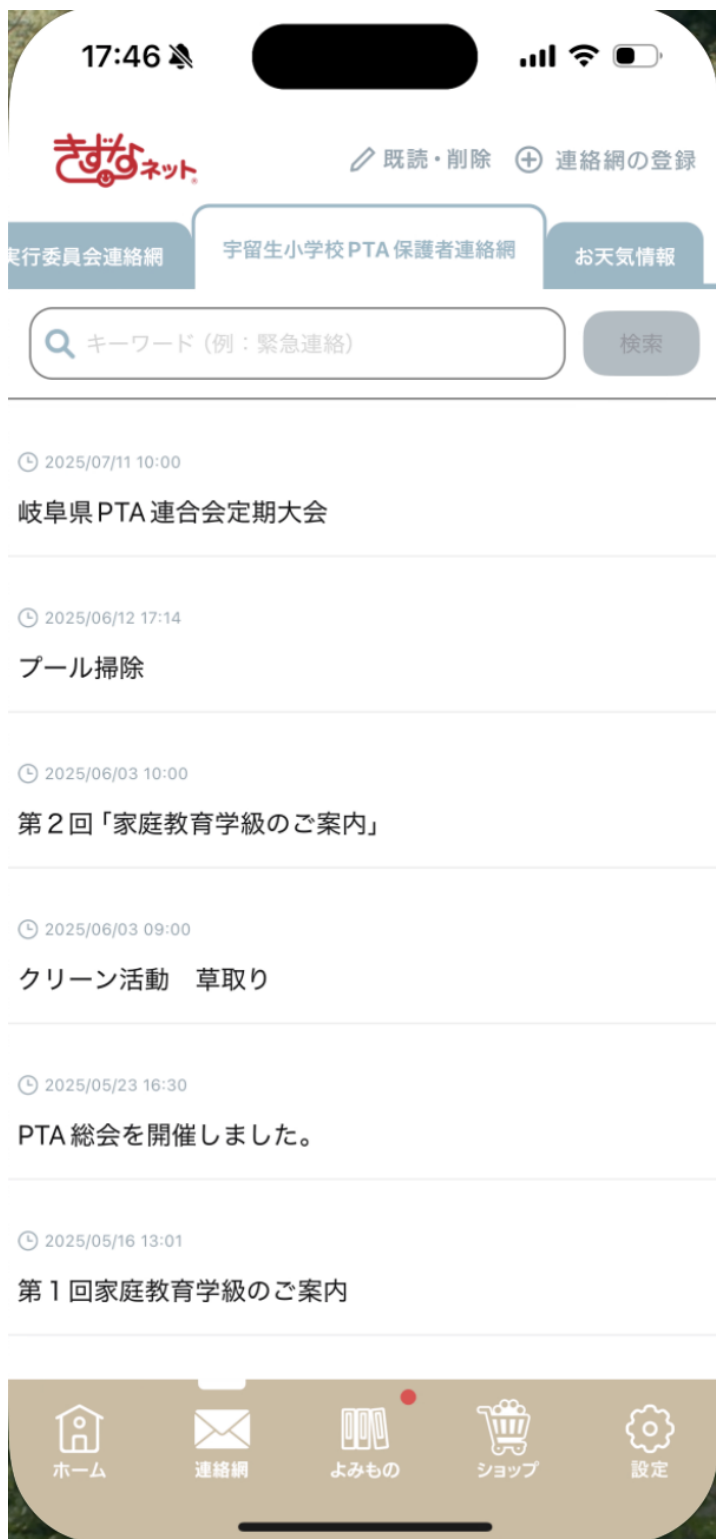 17:46
きずなネット
既読・削除
連絡網の登録
実行委員会連絡網
宇留生小学校PTA保護者連絡網
お天気情報
キーワード（例：緊急連絡）
検索
2025/07/11 10:00
岐阜県PTA連合会定期大会
2025/06/12 17:14
プール掃除
2025/06/03 10:00
第２回「家庭教育学級のご案内」
2025/06/03 09:00
クリーン活動　草取り
2025/05/23 16:30
PTA総会を開催しました。
2025/05/16 13:01
第１回家庭教育学級のご案内
ホーム
連絡網
よみもの
ショップ
設定